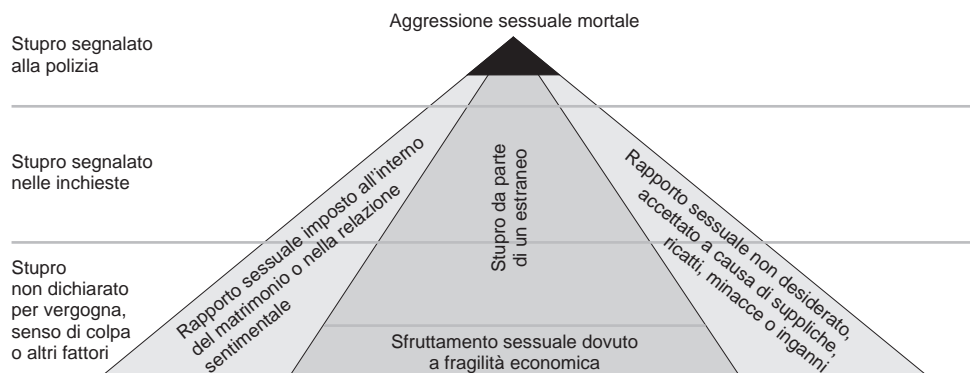 Aggressione sessuale mortale
Stupro segnalato
alla polizia
Stupro segnalato
nelle inchieste
Stupro
non dichiarato
per vergogna,
senso di colpa
o altri fattori
Rapporto sessuale imposto all'interno
del matrimonio o nella relazione
sentimentale
Stupro da parte
di un estraneo
Rapporto sessuale non desiderato,
accettato a causa di suppliche,
ricatti, minacce o inganni
Sfruttamento sessuale dovuto
a fragilità economica